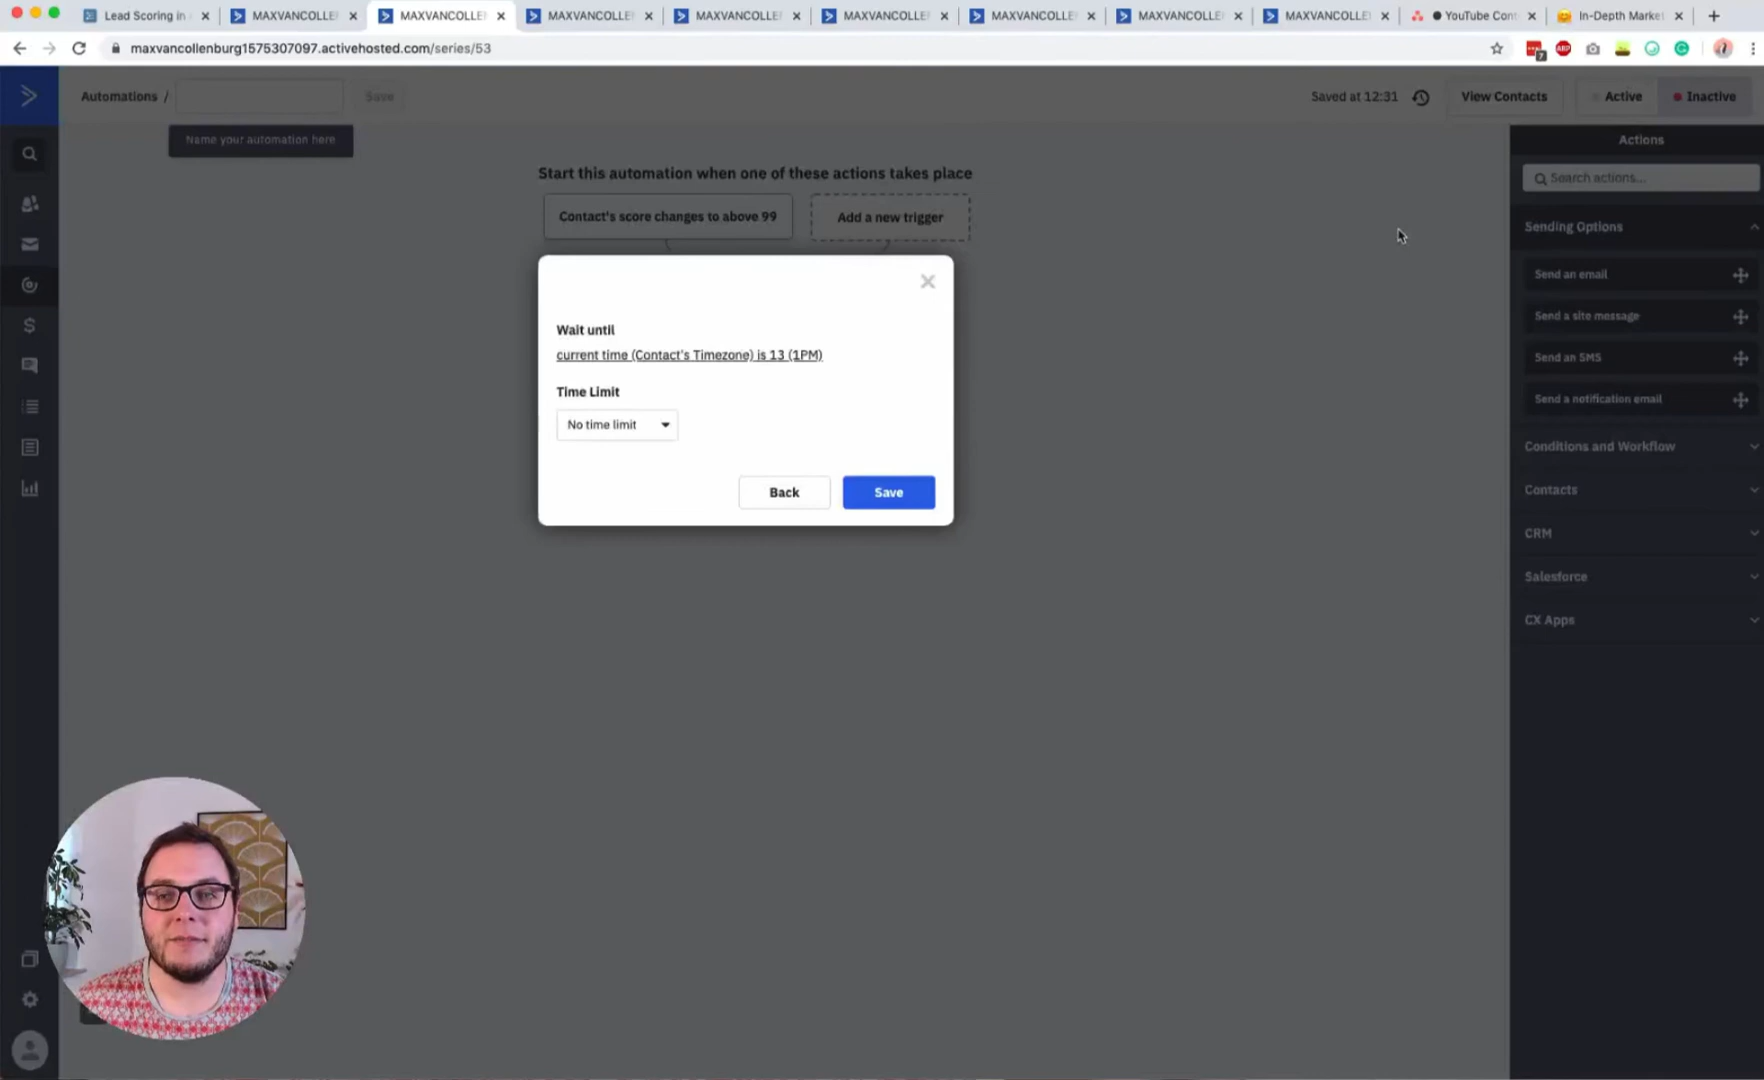 Lead Scoring in
MAXVANCOLLE
MAXVANCOLLE
MAXVANCOLLE
MAXVANCOLLE
MAXVANCOLLE
MAXVANCOLLE
MAXVANCOLLE
MAXVANCOLLE
YouTube Con
In-Depth Marke
maxvancollenburg1575307097.activehosted.com/series/53
7
ABP
Automations /
Save
Saved at 12:31
View Contacts
Active
Inactive
Name your automation here
Start this automation when one of these actions takes place
Contact's score changes to above 99
Add a new trigger
Wait until
current time (Contact's Timezone) is 13 (1PM)
Time Limit
No time limit
Back
Save
Actions
Search actions...
Sending Options
Send an email
Send a site message
Send an SMS
Send a notification email
Conditions and Workflow
Contacts
CRM
Salesforce
CX Apps